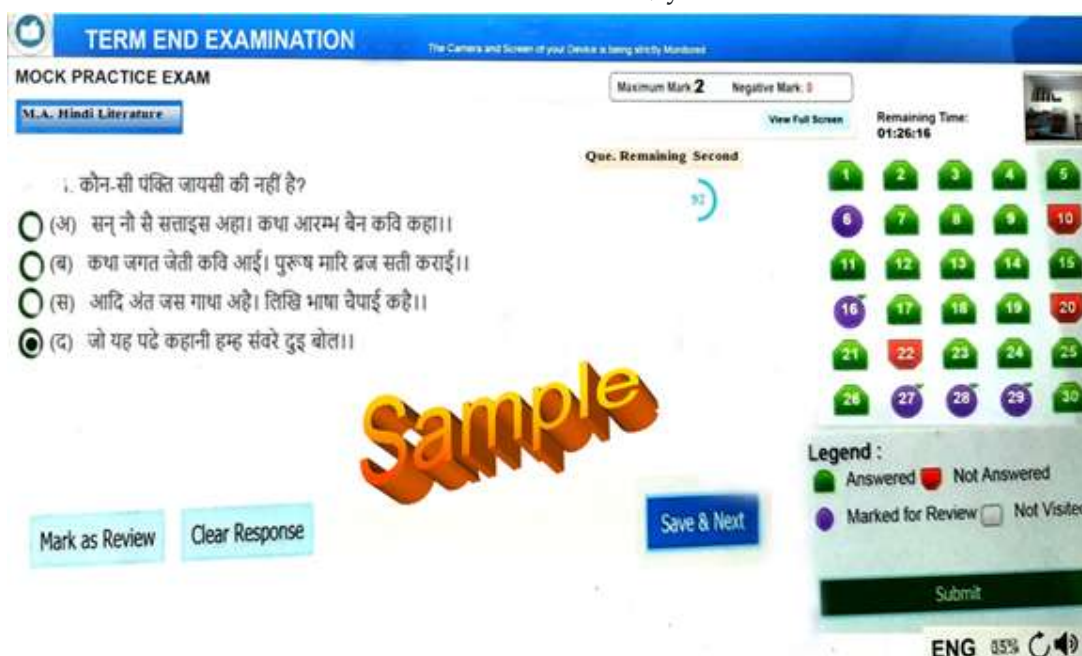 TERM END EXAMINATION
The Camera and Screen of your Device is being strictly Monitored
MOCK PRACTICE EXAM
Maximum Mark 2 Negative Mark: 0
M.A. Hindi Literature
View Full Screen
Remaining Time:
01:26:16
Que. Remaining Second
92
कौन-सी पंक्ति जायसी की नहीं है?
(अ) सन् नौ सै सत्ताइस अहा। कथा आरम्भ बैन कवि कहा।।
(ब) कथा जगत जेती कवि आई। पुरूष मारि ब्रज सती कराई।।
(स) आदि अंत जस गाथा अहै। लिखि भाषा चैपाई कहै।।
(द) जो यह पढे कहानी हम्ह संवरे दुइ बोल।।
1 2 3 4 5
6 7 8 9 10
11 12 13 14 15
16 17 18 19 20
21 22 23 24 25
26 27 28 29 30
Sample
Legend :
Answered Not Answered
Marked for Review Not Visited
Mark as Review Clear Response Save & Next
Submit
ENG